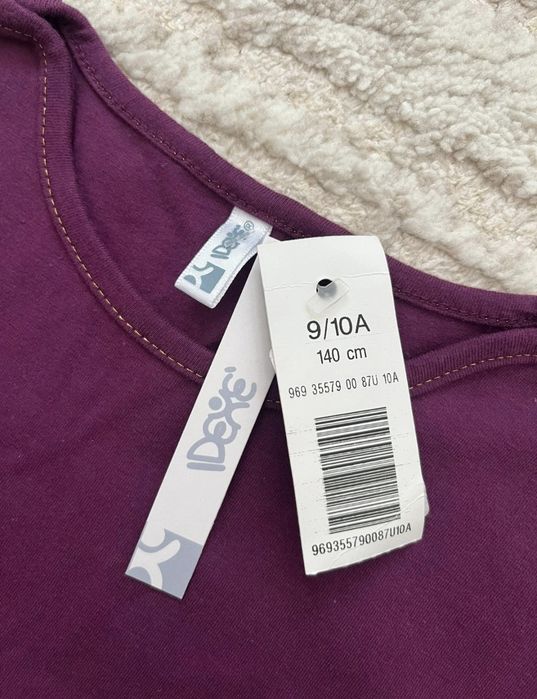 IDEXE®
IDEXE'
9/10A
140 cm
969 35579 00 87U 10A
969355790087U10A